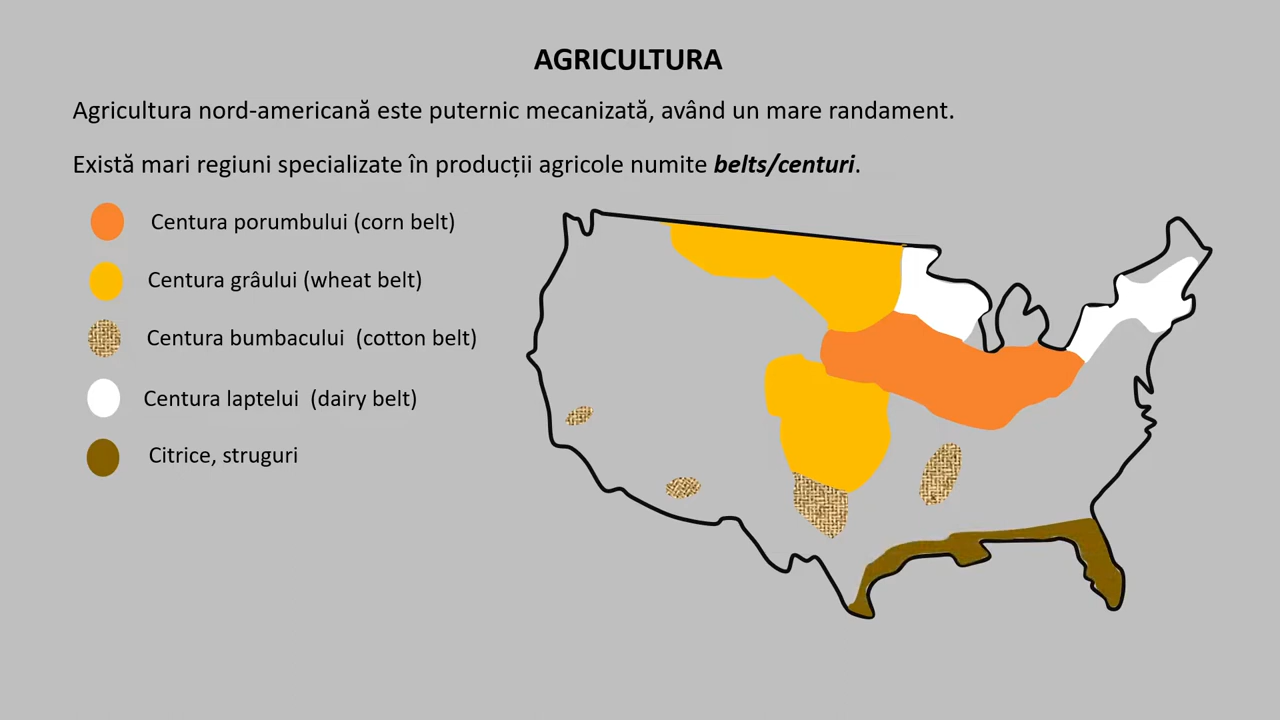 AGRICULTURA
Agricultura nord-americană este puternic mecanizată, având un mare randament.
Există mari regiuni specializate în producții agricole numite belts/centuri.
Centura porumbului (corn belt)
Centura grâului (wheat belt)
Centura bumbacului (cotton belt)
Centura laptelui (dairy belt)
Citrice, struguri